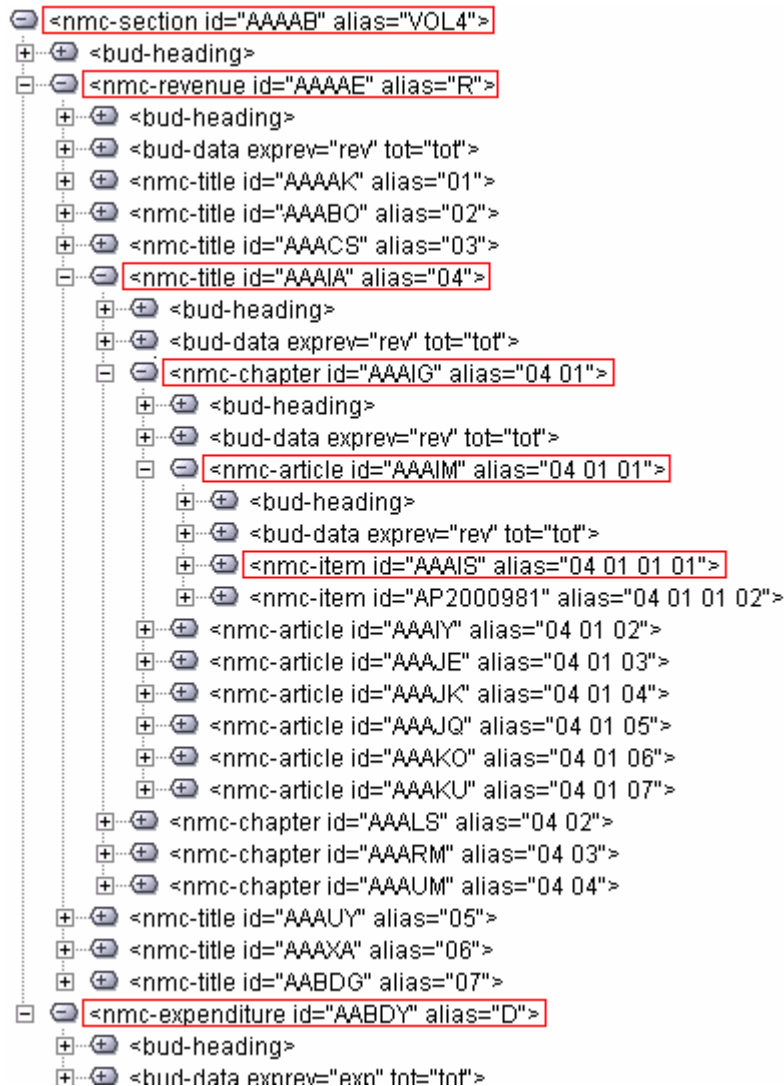 <nmc-section id="AAAAB" alias="VOL4">
<bud-heading>
<nmc-revenue id="AAAAE" alias="R">
<bud-heading>
<bud-data exprev="rev" tot="tot">
<nmc-title id="AAAAK" alias="01">
<nmc-title id="AAABO" alias="02">
<nmc-title id="AAACS" alias="03">
<nmc-title id="AAAIA" alias="04">
<bud-heading>
<bud-data exprev="rev" tot="tot">
<nmc-chapter id="AAAIG" alias="04 01">
<bud-heading>
<bud-data exprev="rev" tot="tot">
<nmc-article id="AAAIM" alias="04 01 01">
<bud-heading>
<bud-data exprev="rev" tot="tot">
<nmc-item id="AAAIS" alias="04 01 01 01">
<nmc-item id="AP2000981" alias="04 01 01 02">
<nmc-article id="AAAIY" alias="04 01 02">
<nmc-article id="AAAJE" alias="04 01 03">
<nmc-article id="AAAJK" alias="04 01 04">
<nmc-article id="AAAJQ" alias="04 01 05">
<nmc-article id="AAAKO" alias="04 01 06">
<nmc-article id="AAAKU" alias="04 01 07">
<nmc-chapter id="AAALS" alias="04 02">
<nmc-chapter id="AAARM" alias="04 03">
<nmc-chapter id="AAAUM" alias="04 04">
<nmc-title id="AAAUY" alias="05">
<nmc-title id="AAAXA" alias="06">
<nmc-title id="AABDG" alias="07">
<nmc-expenditure id="AABDY" alias="D">
<bud-heading>
<bud-data exprev="exp" tot="tot">